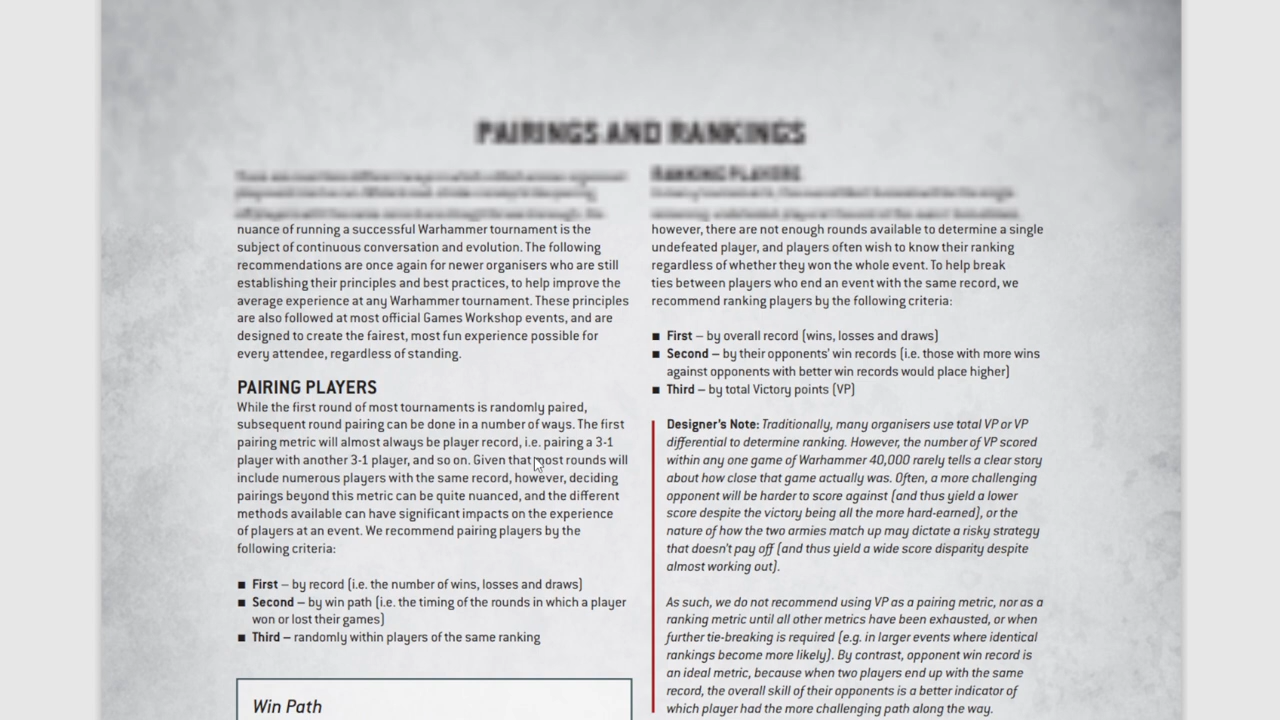 PAIRINGS AND RANKINGS
nuance of running a successful Warhammer tournament is the
subject of continuous conversation and evolution. The following
recommendations are once again for newer organisers who are still
establishing their principles and best practices, to help improve the
average experience at any Warhammer tournament. These principles
are also followed at most official Games Workshop events, and are
designed to create the fairest, most fun experience possible for
every attendee, regardless of standing.
PAIRING PLAYERS
While the first round of most tournaments is randomly paired,
subsequent round pairing can be done in a number of ways. The first
pairing metric will almost always be player record, i.e. pairing a 3-1
player with another 3-1 player, and so on. Given that most rounds will
include numerous players with the same record, however, deciding
pairings beyond this metric can be quite nuanced, and the different
methods available can have significant impacts on the experience
of players at an event. We recommend pairing players by the
following criteria:
■ First – by record (i.e. the number of wins, losses and draws)
■ Second – by win path (i.e. the timing of the rounds in which a player
won or lost their games)
■ Third – randomly within players of the same ranking
Win Path
RANKING PLAYERS
however, there are not enough rounds available to determine a single
undefeated player, and players often wish to know their ranking
regardless of whether they won the whole event. To help break
ties between players who end an event with the same record, we
recommend ranking players by the following criteria:
■ First – by overall record (wins, losses and draws)
■ Second – by their opponents' win records (i.e. those with more wins
against opponents with better win records would place higher)
■ Third – by total Victory points (VP)
Designer's Note: Traditionally, many organisers use total VP or VP
differential to determine ranking. However, the number of VP scored
within any one game of Warhammer 40,000 rarely tells a clear story
about how close that game actually was. Often, a more challenging
opponent will be harder to score against (and thus yield a lower
score despite the victory being all the more hard-earned), or the
nature of how the two armies match up may dictate a risky strategy
that doesn't pay off (and thus yield a wide score disparity despite
almost working out).
As such, we do not recommend using VP as a pairing metric, nor as a
ranking metric until all other metrics have been exhausted, or when
further tie-breaking is required (e.g. in larger events where identical
rankings become more likely). By contrast, opponent win record is
an ideal metric, because when two players end up with the same
record, the overall skill of their opponents is a better indicator of
which player had the more challenging path along the way.